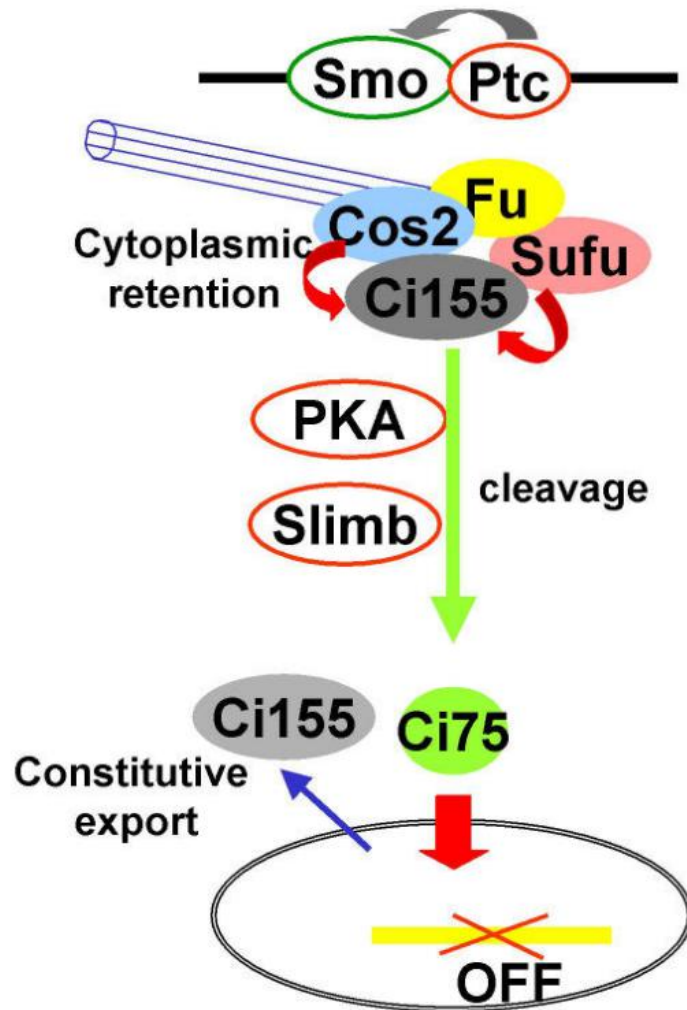 Smo Ptc
Fu
Cos2
Sufu
Cytoplasmic
retention
Ci155
PKA
cleavage
Slimb
Ci155 Ci75
Constitutive
export
OFF